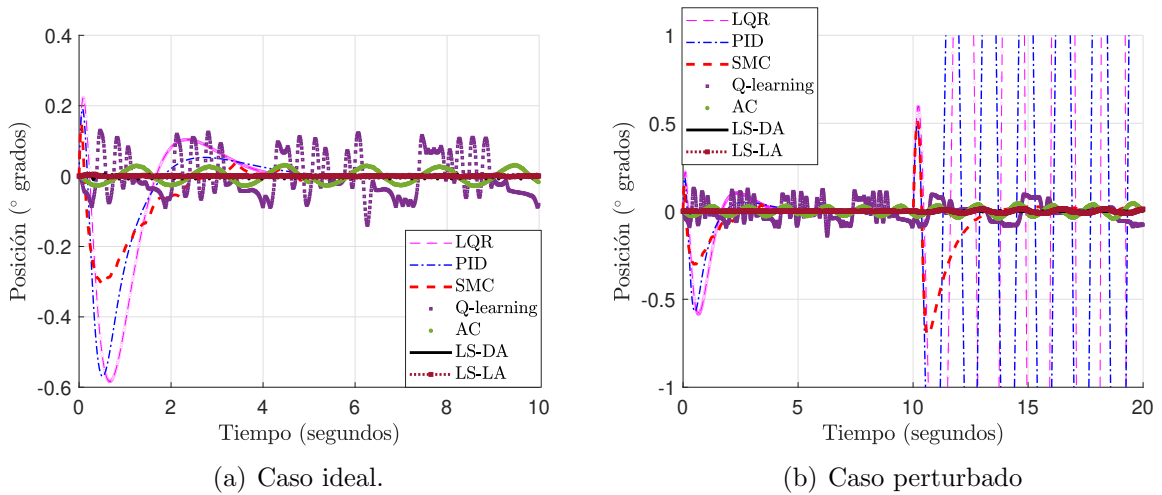 0.4
0.2
0
-0.2
-0.4
-0.6
Posición (° grados)
0
2
4
6
8
10
Tiempo (segundos)
LQR
PID
SMC
Q-learning
AC
LS-DA
LS-LA
(a) Caso ideal.
1
0.5
0
-0.5
-1
Posición (° grados)
0
5
10
15
20
Tiempo (segundos)
LQR
PID
SMC
Q-learning
AC
LS-DA
LS-LA
(b) Caso perturbado